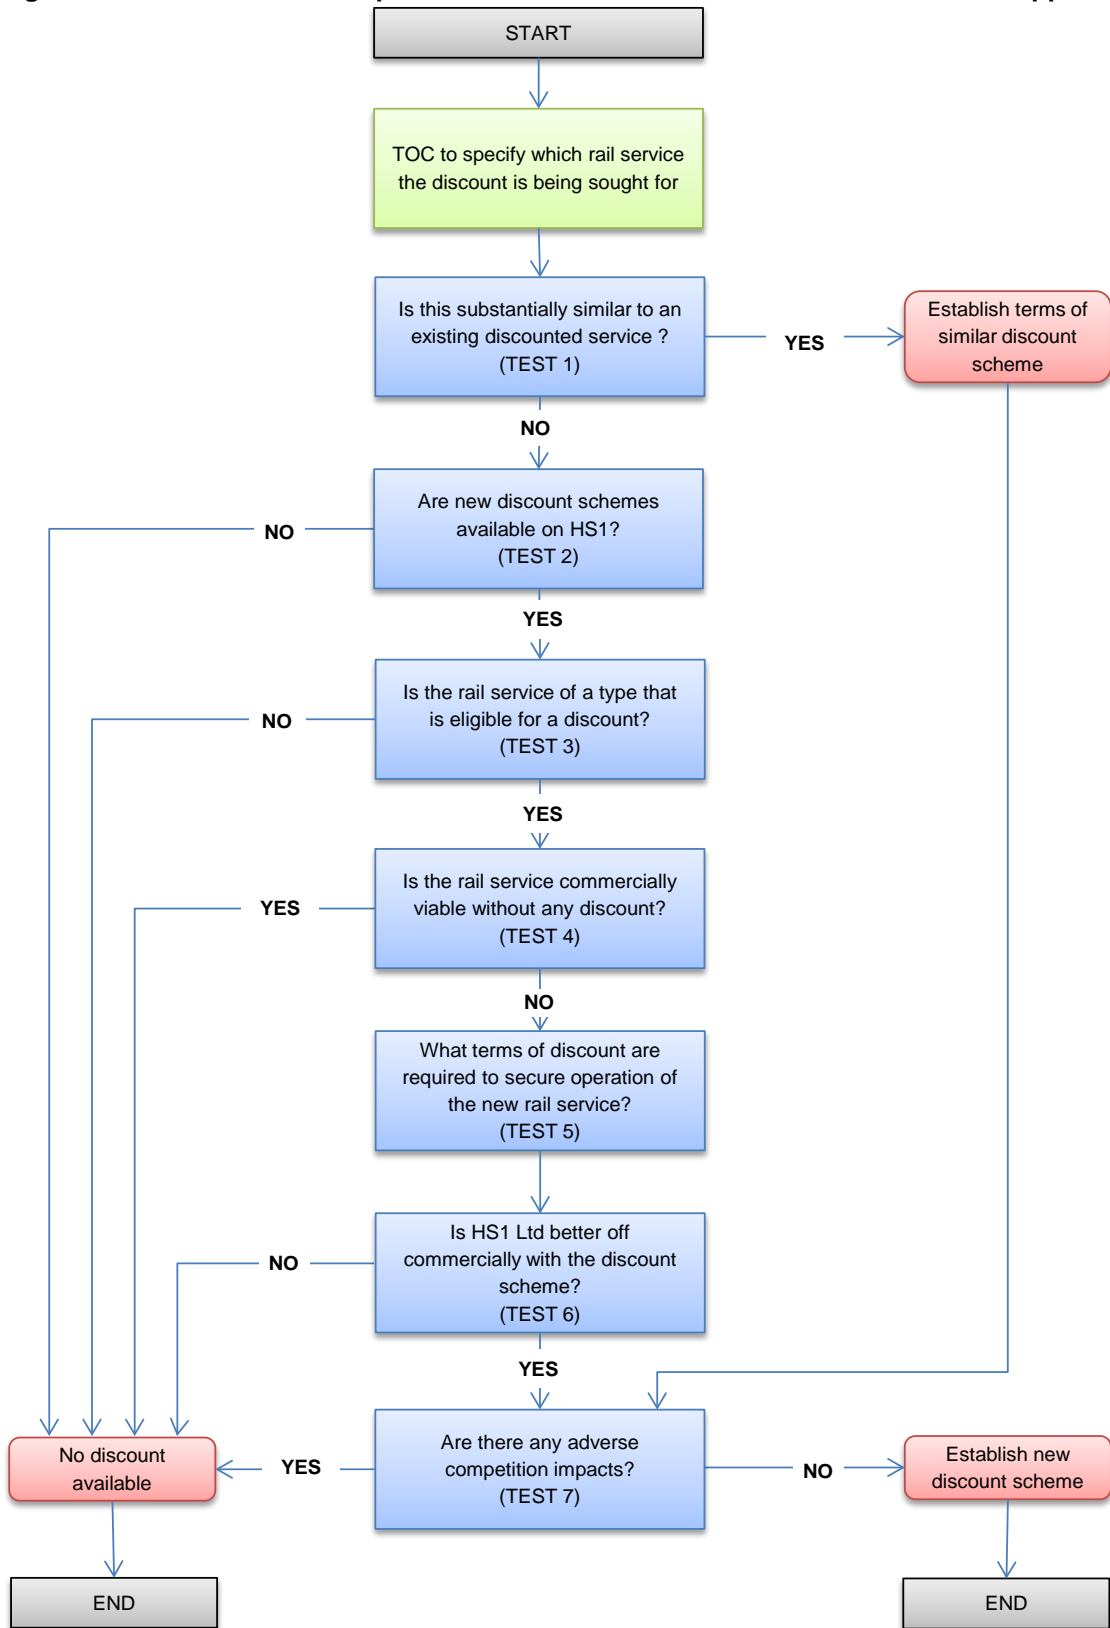 START
TOC to specify which rail service
the discount is being sought for
Is this substantially similar to an
existing discounted service ?
(TEST 1)
YES
Establish terms of
similar discount
scheme
NO
Are new discount schemes
available on HS1?
(TEST 2)
NO
YES
Is the rail service of a type that
is eligible for a discount?
(TEST 3)
NO
YES
Is the rail service commercially
viable without any discount?
(TEST 4)
YES
NO
What terms of discount are
required to secure operation of
the new rail service?
(TEST 5)
Is HS1 Ltd better off
commercially with the discount
scheme?
(TEST 6)
NO
YES
Are there any adverse
competition impacts?
(TEST 7)
YES
No discount
available
NO
Establish new
discount scheme
END
END